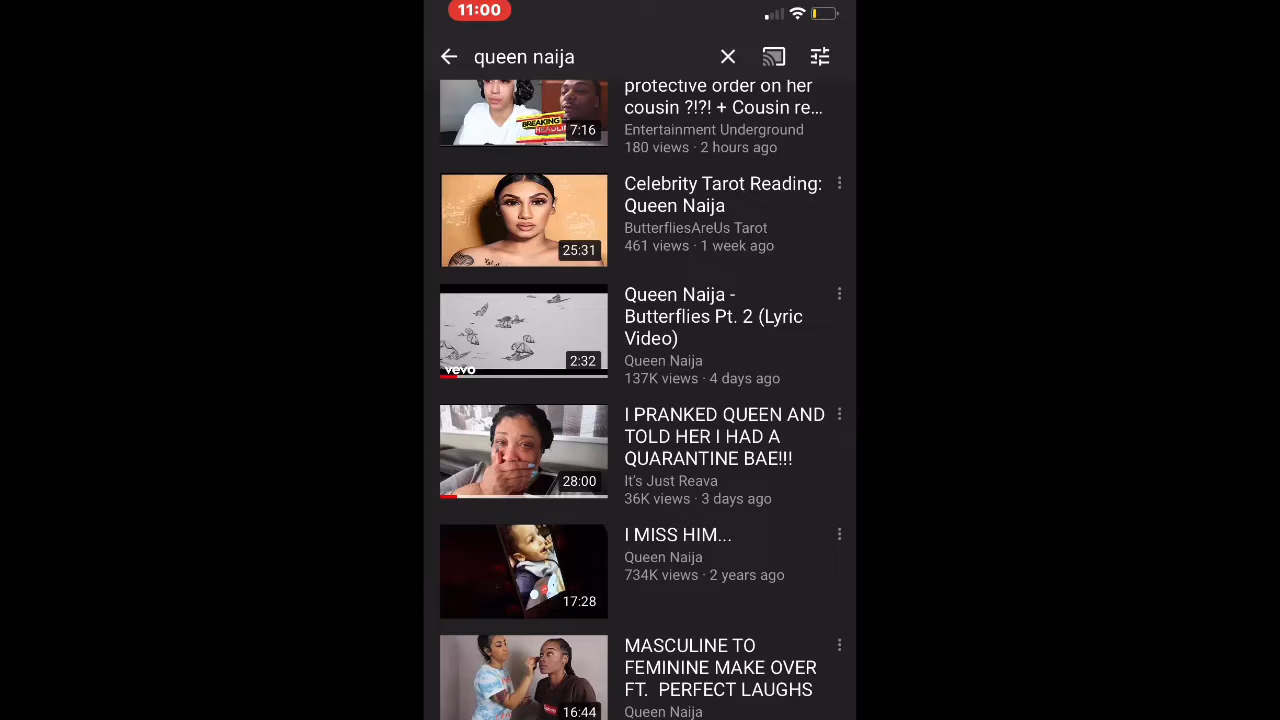 11:00
queen naija
protective order on her
cousin ?!?! + Cousin re...
Entertainment Underground
180 views · 2 hours ago
BREAKING
HEADLINE
7:16
Celebrity Tarot Reading:
Queen Naija
ButterfliesAreUs Tarot
461 views · 1 week ago
25:31
Queen Naija -
Butterflies Pt. 2 (Lyric
Video)
Queen Naija
137K views · 4 days ago
2:32
vevo
I PRANKED QUEEN AND
TOLD HER I HAD A
QUARANTINE BAE!!!
It's Just Reava
36K views · 3 days ago
28:00
I MISS HIM...
Queen Naija
734K views · 2 years ago
17:28
MASCULINE TO
FEMININE MAKE OVER
FT. PERFECT LAUGHS
Queen Naija
16:44